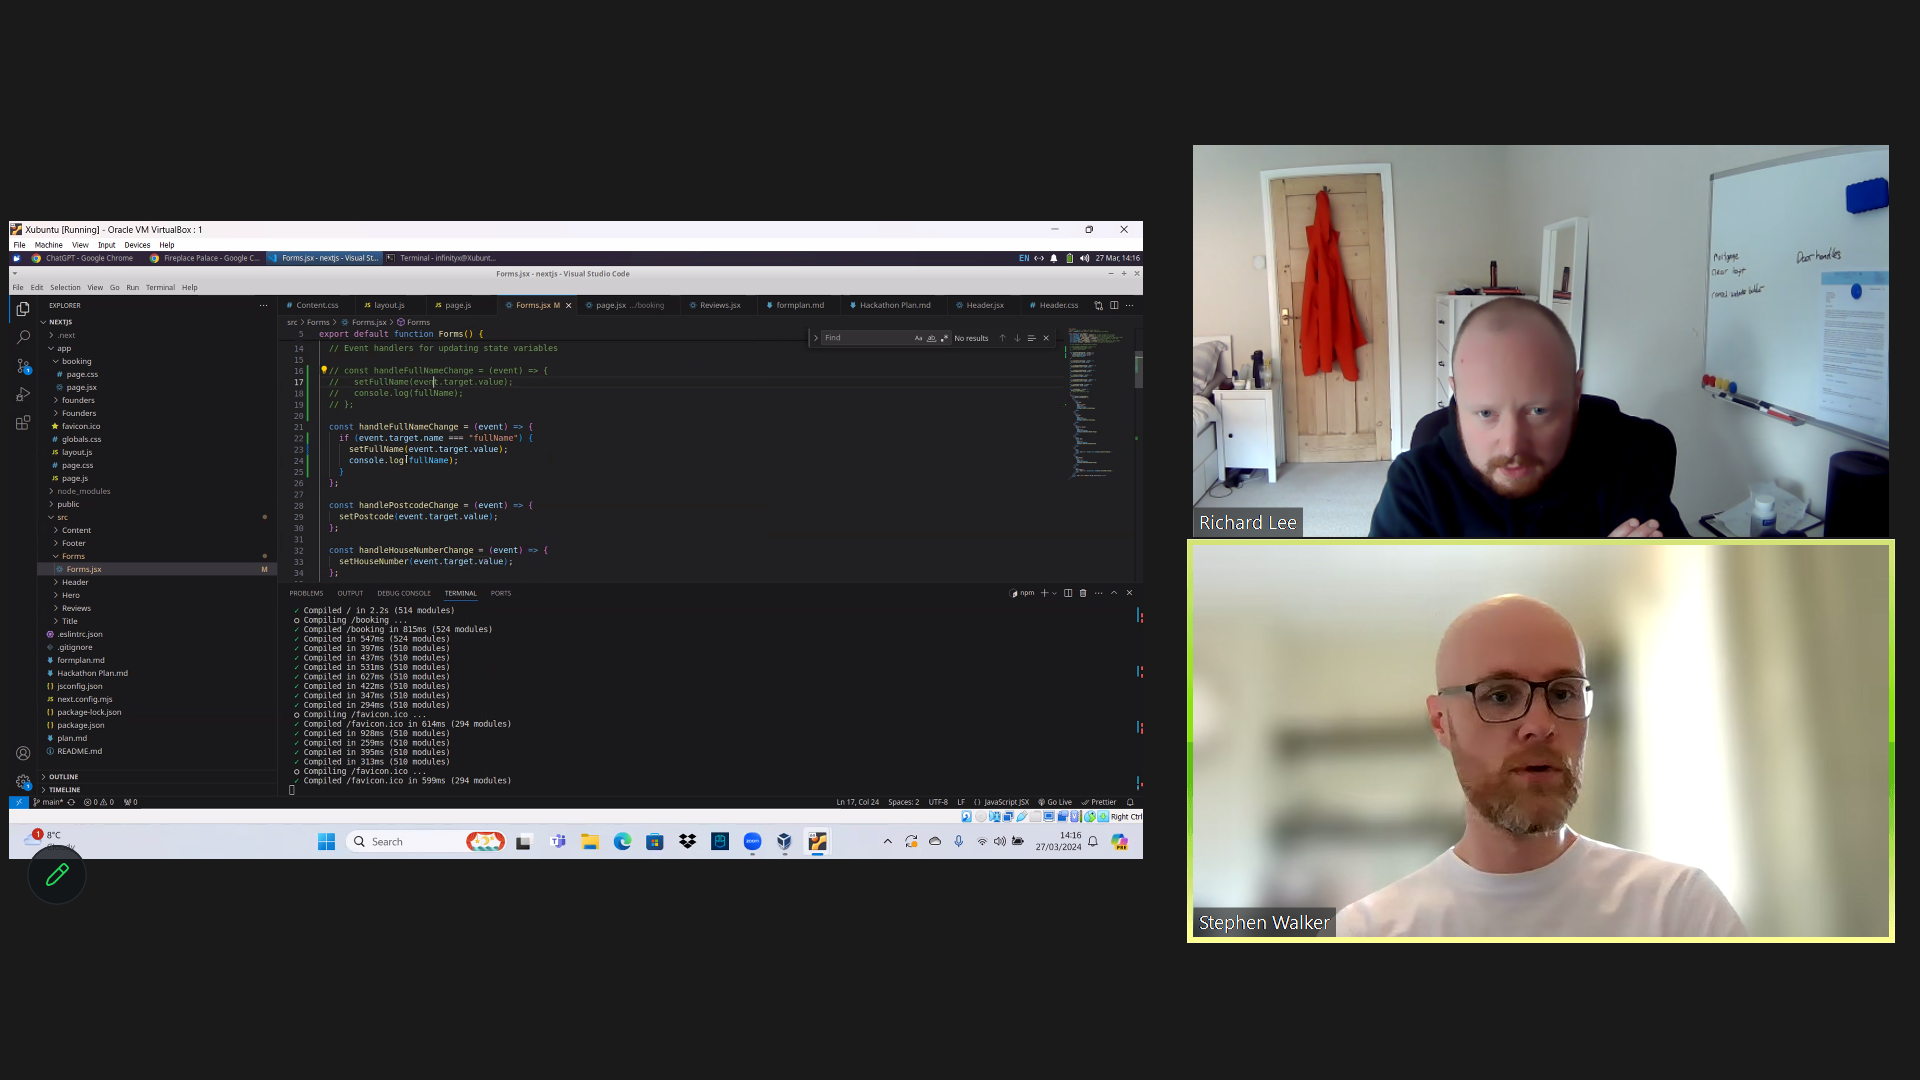 Xubuntu [Running] - Oracle VM VirtualBox : 1
File Machine View Input Devices Help
ChatGPT - Google Chrome
Fireplace Palace - Google C...
Forms.jsx - nextjs - Visual St...
Terminal - infinityx@Xubunt...
EN
27 Mar, 14:16
Forms.jsx - nextjs - Visual Studio Code
File Edit Selection View Go Run Terminal Help
EXPLORER
NEXTJS
.next
app
booking
page.css
page.jsx
founders
Founders
favicon.ico
globals.css
layout.js
page.css
page.js
node_modules
public
src
Content
Footer
Forms
Forms.jsx M
Header
Hero
Reviews
Title
.eslintrc.json
.gitignore
formplan.md
Hackathon Plan.md
jsconfig.json
next.config.mjs
package-lock.json
package.json
plan.md
README.md
OUTLINE
TIMELINE
Content.css
layout.js
page.js
Forms.jsx M
page.jsx .../booking
Reviews.jsx
formplan.md
Hackathon Plan.md
Header.jsx
Header.css
src > Forms > Forms.jsx > Forms
Find
Aa
No results
5 export default function Forms() {
14 // Event handlers for updating state variables
15
16 // const handleFullNameChange = (event) => {
17 //   setFullName(event.target.value);
18 //   console.log(fullName);
19 // };
20
21 const handleFullNameChange = (event) => {
22 if (event.target.name === "fullName") {
23 setFullName(event.target.value);
24 console.log(fullName);
25 }
26 };
27
28 const handlePostcodeChange = (event) => {
29 setPostcode(event.target.value);
30 };
31
32 const handleHouseNumberChange = (event) => {
33 setHouseNumber(event.target.value);
34 };
PROBLEMS OUTPUT DEBUG CONSOLE TERMINAL PORTS
npm
✓ Compiled / in 2.2s (514 modules)
○ Compiling /booking ...
✓ Compiled /booking in 815ms (524 modules)
✓ Compiled in 547ms (524 modules)
✓ Compiled in 397ms (510 modules)
✓ Compiled in 437ms (510 modules)
✓ Compiled in 531ms (510 modules)
✓ Compiled in 627ms (510 modules)
✓ Compiled in 422ms (510 modules)
✓ Compiled in 347ms (510 modules)
✓ Compiled in 294ms (510 modules)
○ Compiling /favicon.ico ...
✓ Compiled /favicon.ico in 614ms (294 modules)
✓ Compiled in 928ms (510 modules)
✓ Compiled in 259ms (510 modules)
✓ Compiled in 395ms (510 modules)
✓ Compiled in 313ms (510 modules)
○ Compiling /favicon.ico ...
✓ Compiled /favicon.ico in 599ms (294 modules)
main*
0 0
0
Ln 17, Col 24
Spaces: 2
UTF-8
LF
{ } JavaScript JSX
Go Live
Prettier
Right Ctrl
1
8°C
Search
14:16
27/03/2024
Mortgage
Door handles
Richard Lee
Stephen Walker